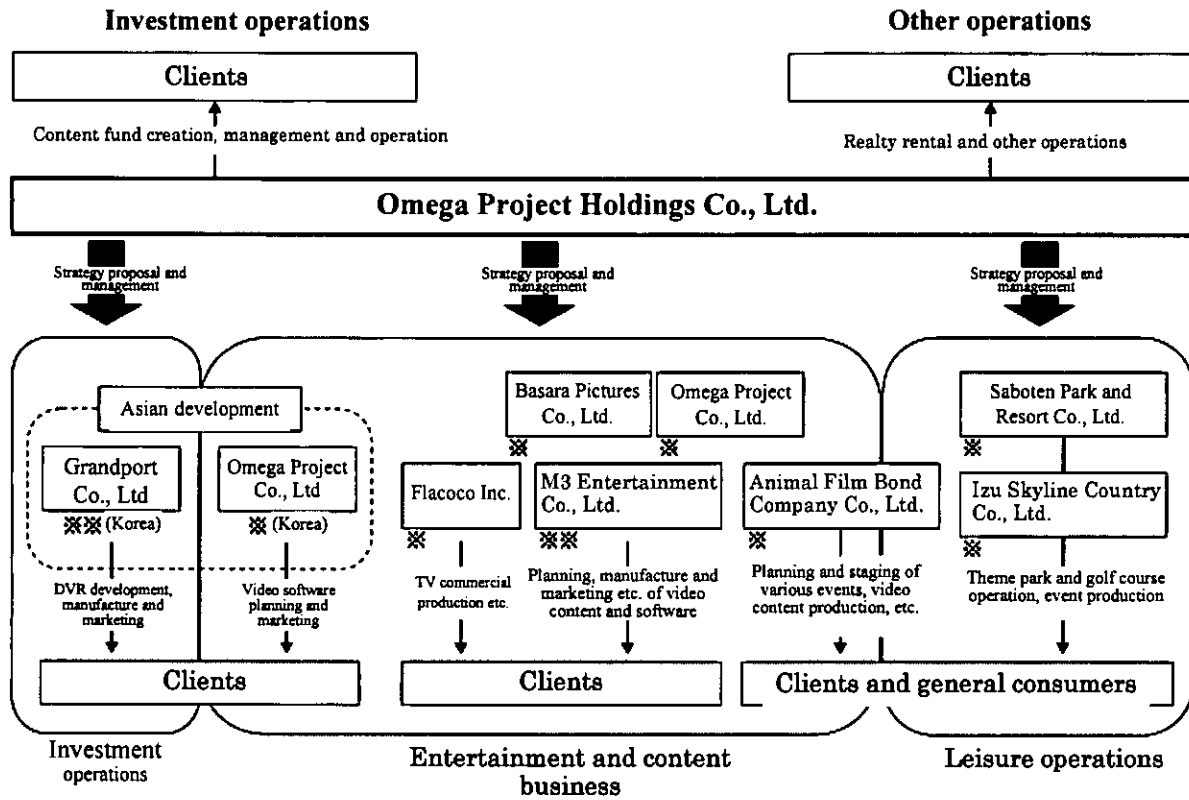 Investment operations
Other operations
Clients
Clients
Content fund creation, management and operation
Realty rental and other operations
Omega Project Holdings Co., Ltd.
Strategy proposal and
management
Strategy proposal and
management
Strategy proposal and
management
Asian development
Grandport
Co., Ltd
※※ (Korea)
Omega Project
Co., Ltd
※ (Korea)
Basara Pictures
Co., Ltd.
※
Omega Project
Co., Ltd.
※
Flacoco Inc.
※
M3 Entertainment
Co., Ltd.
※※
Animal Film Bond
Company Co., Ltd.
※
Saboten Park and
Resort Co., Ltd.
※
Izu Skyline Country
Co., Ltd.
※
DVR development,
manufacture and
marketing
Video software
planning and
marketing
TV commercial
production etc.
Planning, manufacture and
marketing etc. of video
content and software
Planning and staging of
various events, video
content production, etc.
Theme park and golf course
operation, event production
Clients
Clients
Clients and general consumers
Investment
operations
Entertainment and content
business
Leisure operations